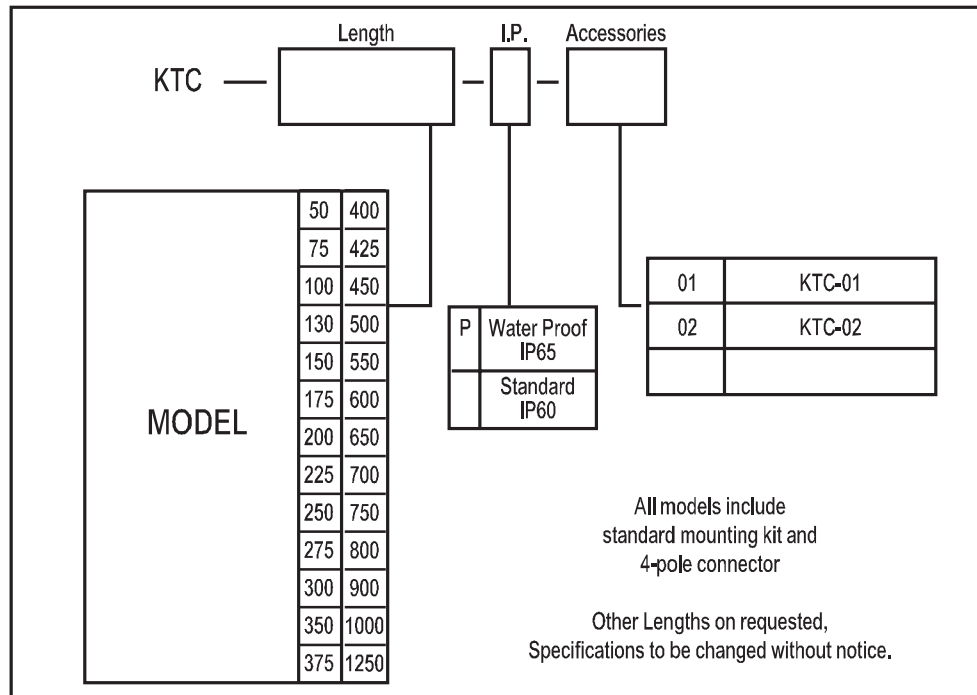 Length I.P. Accessories
KTC
50 400
75 425
100 450
130 500
150 550
175 600
200 650
225 700
250 750
275 800
300 900
350 1000
375 1250
MODEL
P Water Proof
IP65
Standard
IP60
01 KTC-01
02 KTC-02
All models include
standard mounting kit and
4-pole connector
Other Lengths on requested,
Specifications to be changed without notice.